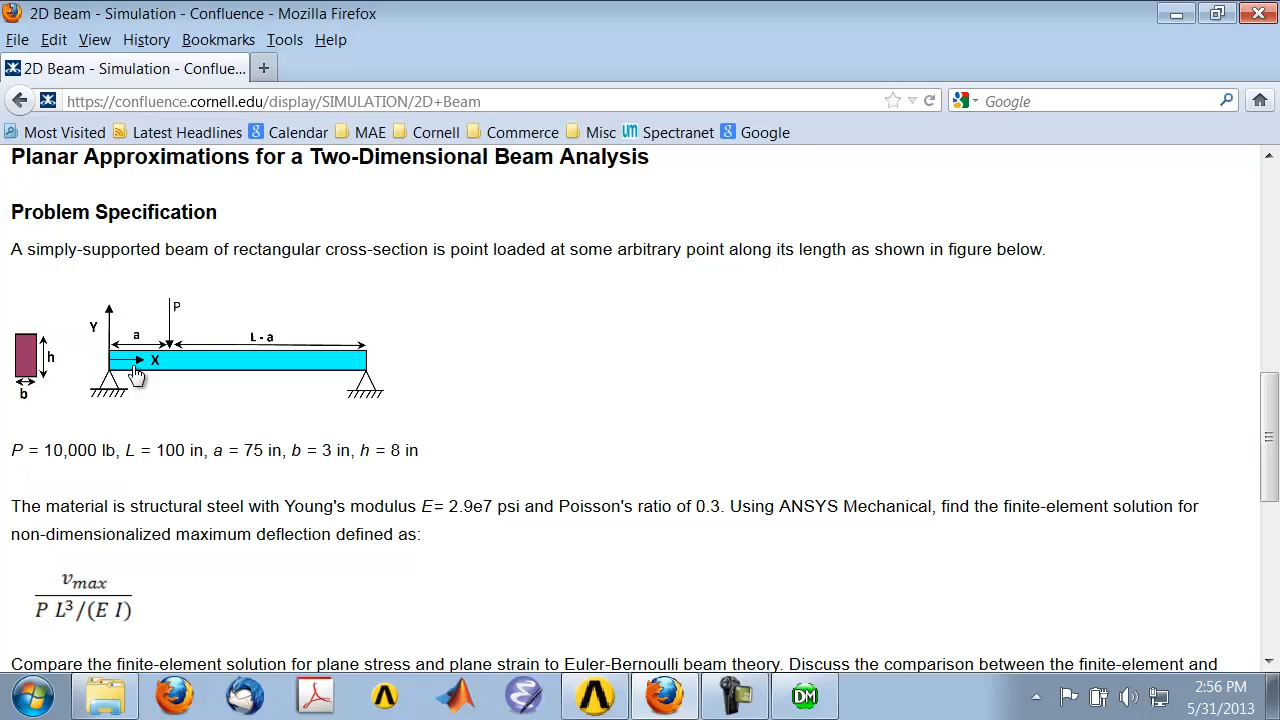 2D Beam - Simulation - Confluence - Mozilla Firefox
File Edit View History Bookmarks Tools Help
2D Beam - Simulation - Conflue...
https://confluence.cornell.edu/display/SIMULATION/2D+Beam
Google
Most Visited Latest Headlines Calendar MAE Cornell Commerce Misc Spectranet Google
Planar Approximations for a Two-Dimensional Beam Analysis
Problem Specification
A simply-supported beam of rectangular cross-section is point loaded at some arbitrary point along its length as shown in figure below.
P
Y a L - a
h X
b
P = 10,000 lb, L = 100 in, a = 75 in, b = 3 in, h = 8 in
The material is structural steel with Young's modulus E= 2.9e7 psi and Poisson's ratio of 0.3. Using ANSYS Mechanical, find the finite-element solution for
non-dimensionalized maximum deflection defined as:
v_max
P L³/(E I)
Compare the finite-element solution for plane stress and plane strain to Euler-Bernoulli beam theory. Discuss the comparison between the finite-element and
DM
2:56 PM
5/31/2013